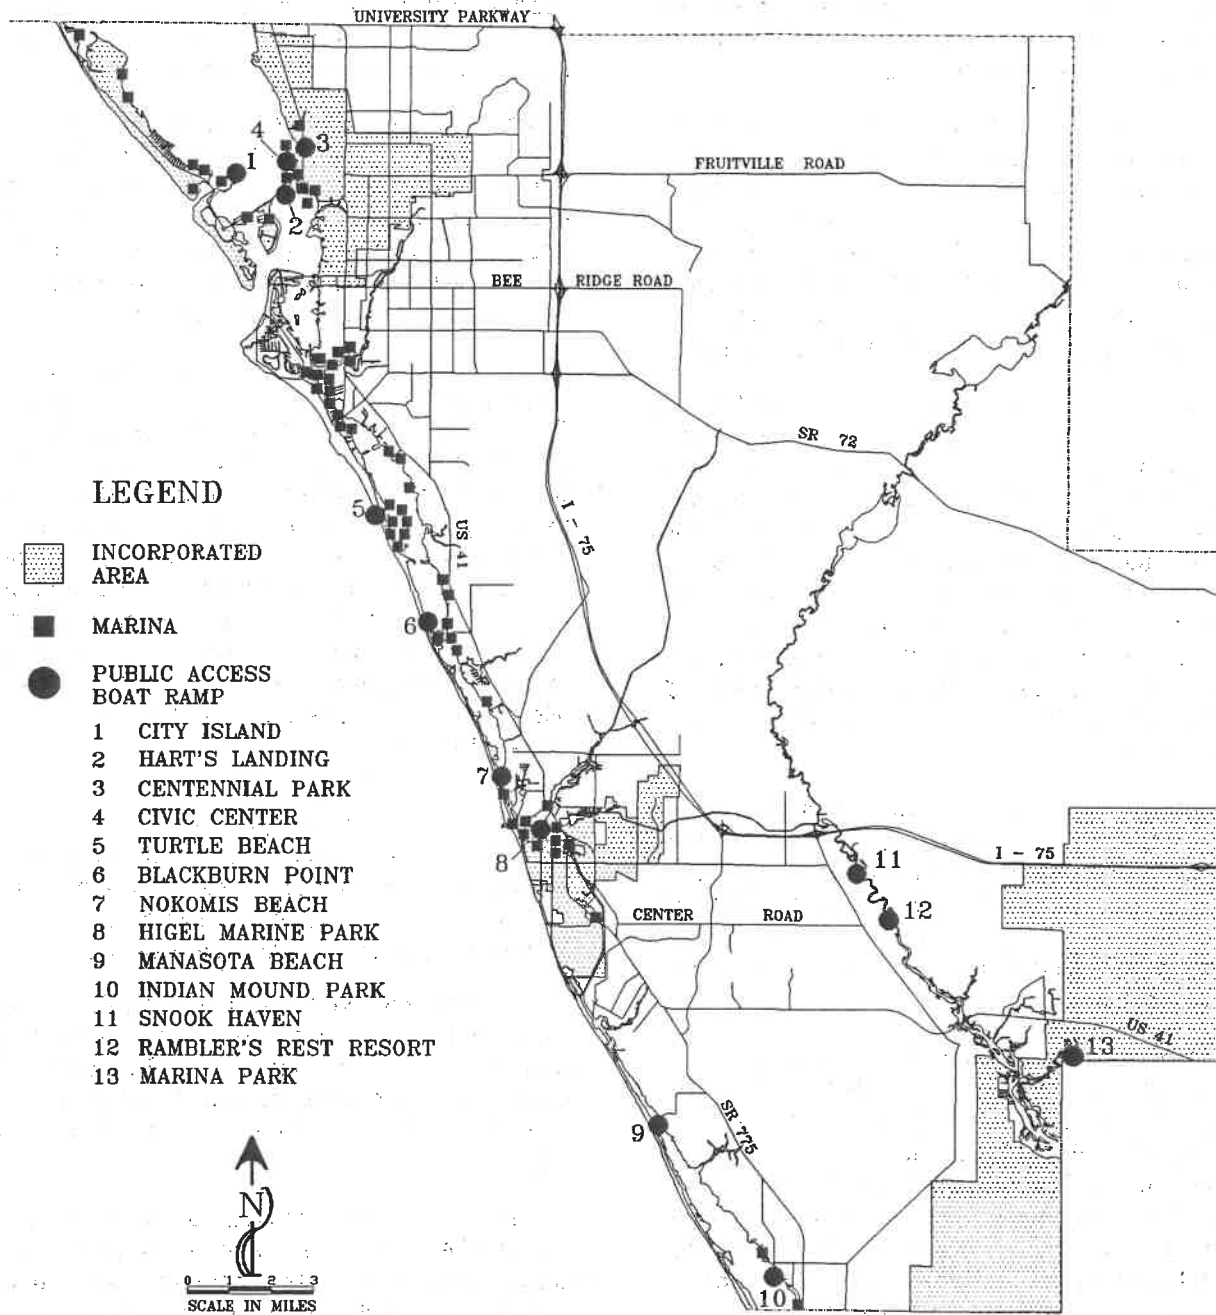 UNIVERSITY PARKWAY
4
3
1
FRUITVILLE ROAD
2
BEE RIDGE ROAD
SR 72
LEGEND
5
I - 75
US 41
INCORPORATED
AREA
MARINA
6
PUBLIC ACCESS
BOAT RAMP
1 CITY ISLAND
2 HART'S LANDING
3 CENTENNIAL PARK
4 CIVIC CENTER
5 TURTLE BEACH
6 BLACKBURN POINT
7 NOKOMIS BEACH
8 HIGEL MARINE PARK
9 MANASOTA BEACH
10 INDIAN MOUND PARK
11 SNOOK HAVEN
12 RAMBLER'S REST RESORT
13 MARINA PARK
7
8
11
I - 75
12
CENTER ROAD
US 41
13
9
SR 775
10
N
0 1 2 3
SCALE IN MILES